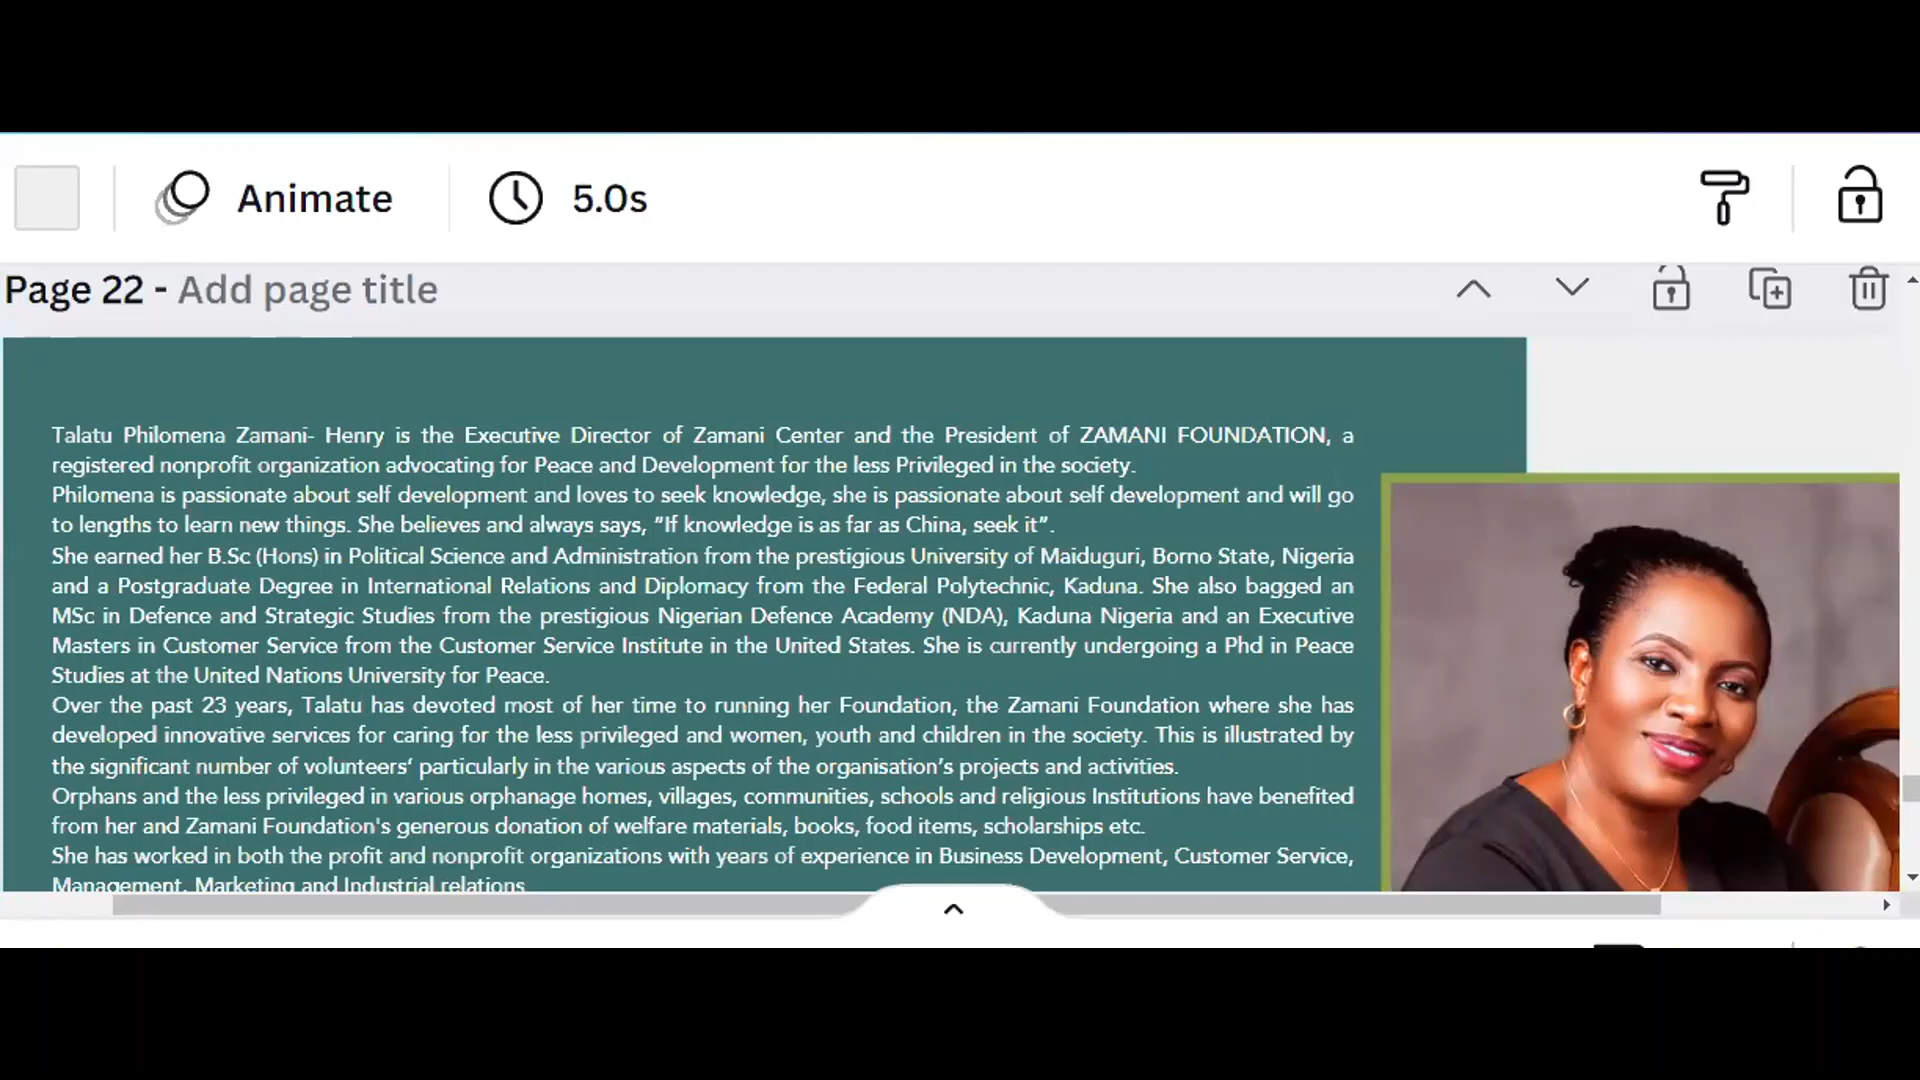 Animate
5.0s
Page 22 - Add page title
Talatu Philomena Zamani- Henry is the Executive Director of Zamani Center and the President of ZAMANI FOUNDATION, a
registered nonprofit organization advocating for Peace and Development for the less Privileged in the society.
Philomena is passionate about self development and loves to seek knowledge, she is passionate about self development and will go
to lengths to learn new things. She believes and always says, “If knowledge is as far as China, seek it”.
She earned her B.Sc (Hons) in Political Science and Administration from the prestigious University of Maiduguri, Borno State, Nigeria
and a Postgraduate Degree in International Relations and Diplomacy from the Federal Polytechnic, Kaduna. She also bagged an
MSc in Defence and Strategic Studies from the prestigious Nigerian Defence Academy (NDA), Kaduna Nigeria and an Executive
Masters in Customer Service from the Customer Service Institute in the United States. She is currently undergoing a Phd in Peace
Studies at the United Nations University for Peace.
Over the past 23 years, Talatu has devoted most of her time to running her Foundation, the Zamani Foundation where she has
developed innovative services for caring for the less privileged and women, youth and children in the society. This is illustrated by
the significant number of volunteers‘ particularly in the various aspects of the organisation’s projects and activities.
Orphans and the less privileged in various orphanage homes, villages, communities, schools and religious Institutions have benefited
from her and Zamani Foundation's generous donation of welfare materials, books, food items, scholarships etc.
She has worked in both the profit and nonprofit organizations with years of experience in Business Development, Customer Service,
Management, Marketing and Industrial relations